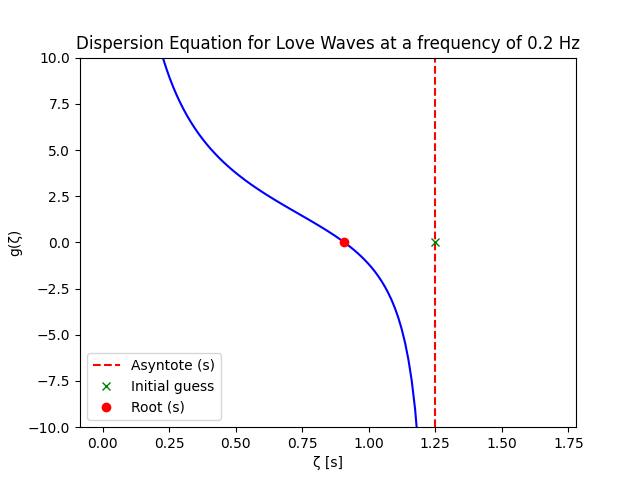 Dispersion Equation for Love Waves at a frequency of 0.2 Hz
10.0
7.5
5.0
2.5
0.0
−2.5
−5.0
−7.5
−10.0
g(ζ)
Asyntote (s)
Initial guess
Root (s)
0.00 0.25 0.50 0.75 1.00 1.25 1.50 1.75
ζ [s]